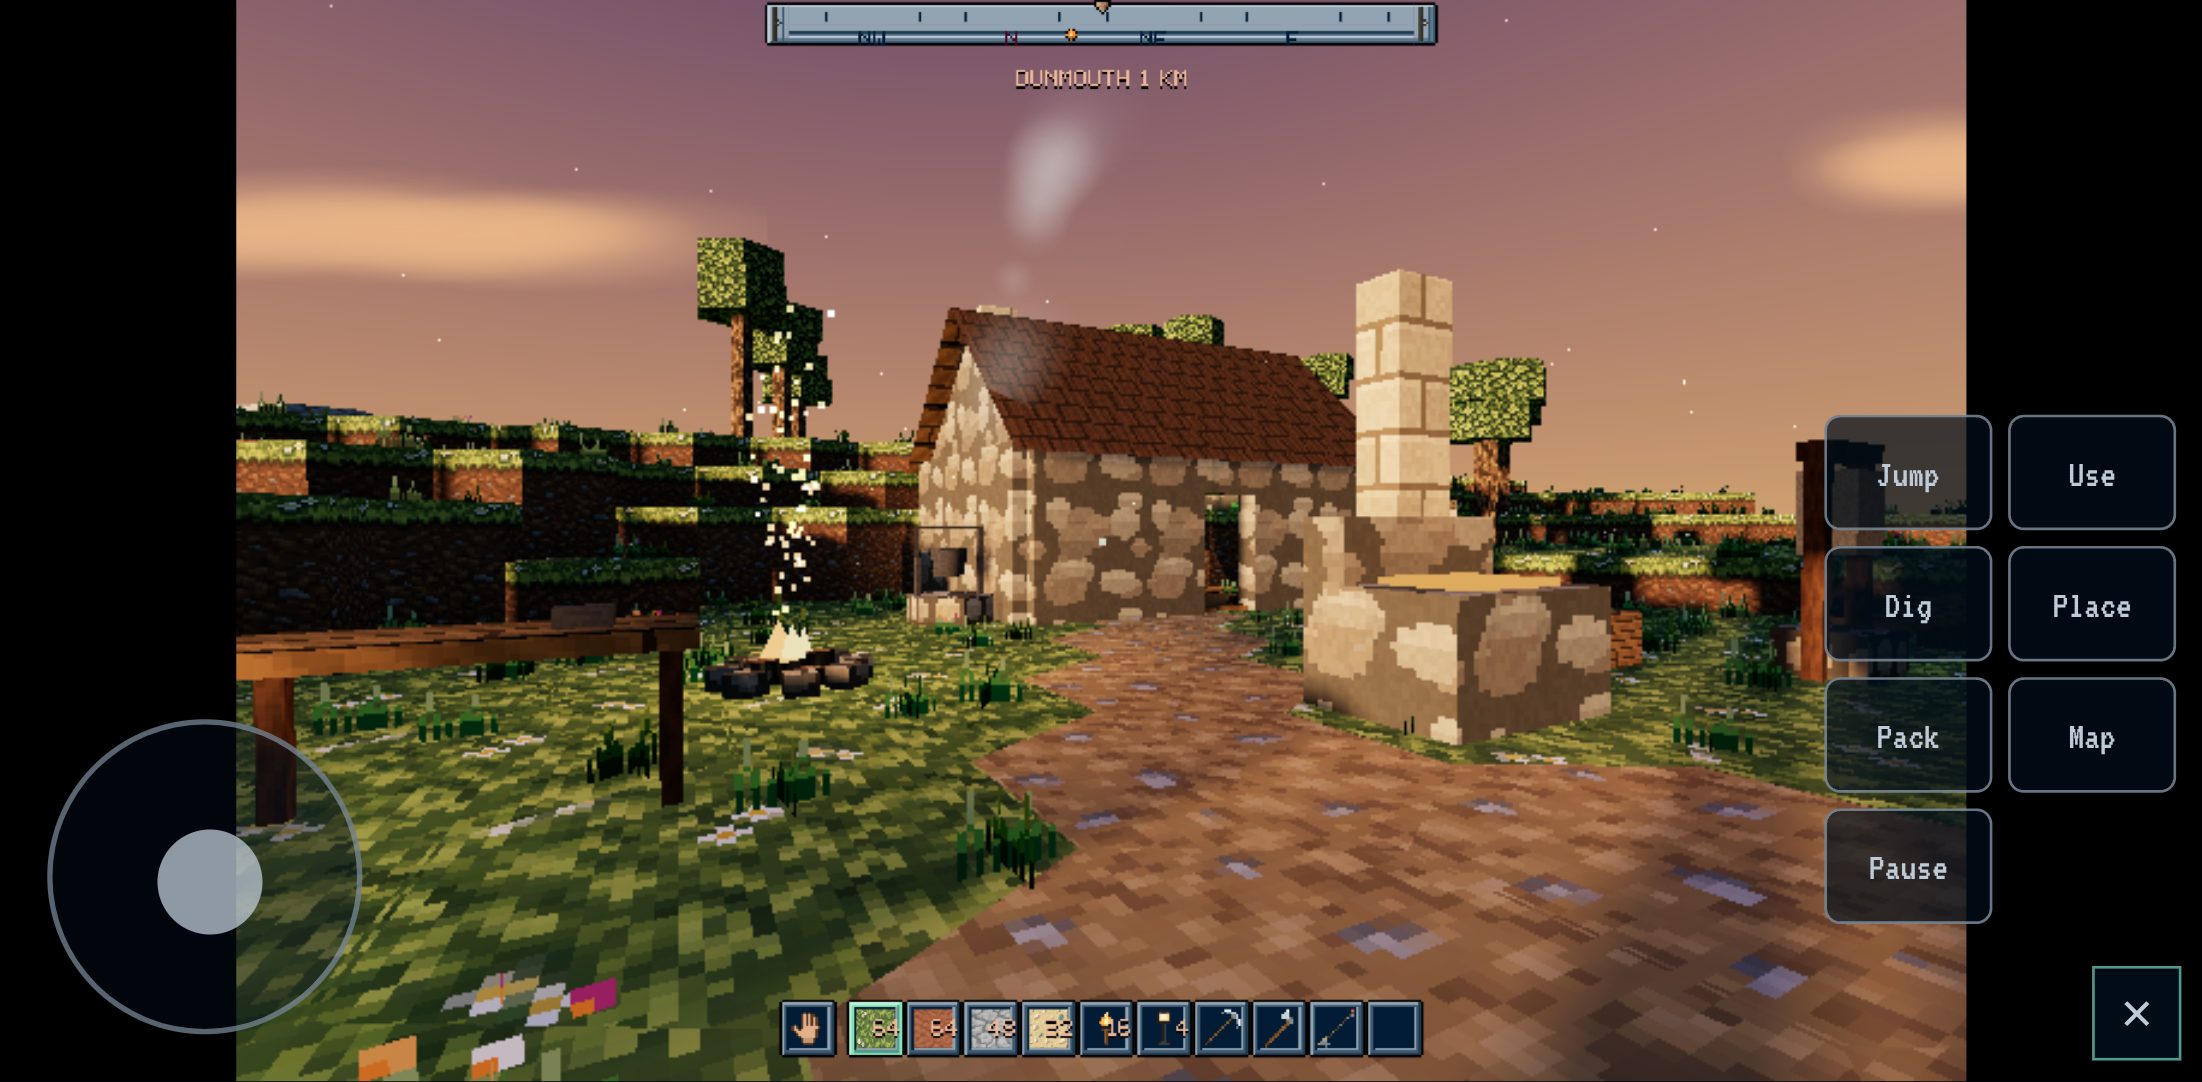 NW N NE E
DUNMOUTH 1 KM
Jump Use
Dig Place
Pack Map
Pause
64 64 48 32 16 4